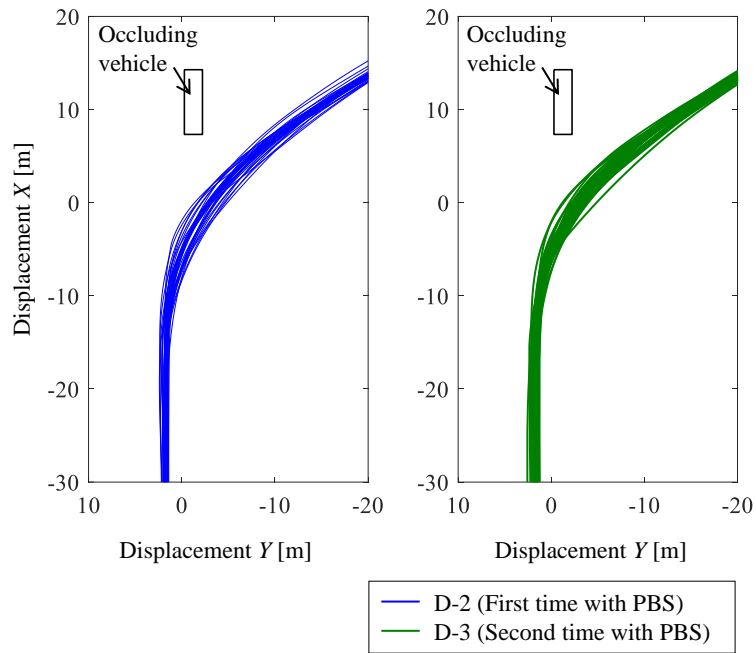 20
10
0
-10
-20
-30
10
0
-10
-20
Displacement X [m]
Displacement Y [m]
Occluding
vehicle
20
10
0
-10
-20
-30
10
0
-10
-20
Displacement Y [m]
Occluding
vehicle
D-2 (First time with PBS)
D-3 (Second time with PBS)